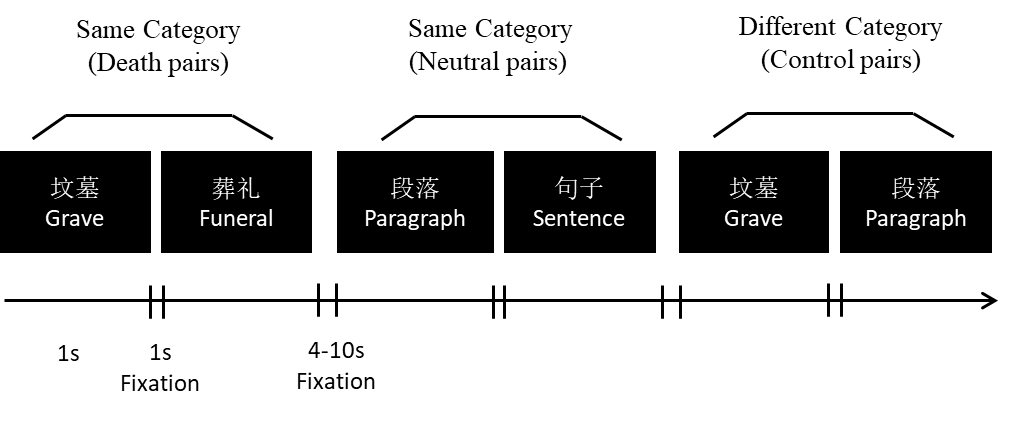 Same Category
(Death pairs)
Same Category
(Neutral pairs)
Different Category
(Control pairs)
坟墓
Grave
葬礼
Funeral
段落
Paragraph
句子
Sentence
坟墓
Grave
段落
Paragraph
1s
1s
Fixation
4-10s
Fixation